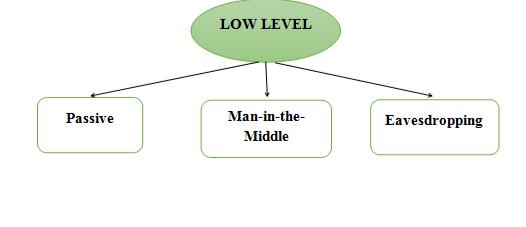 LOW LEVEL
Passive
Man-in-the-
Middle
Eavesdropping